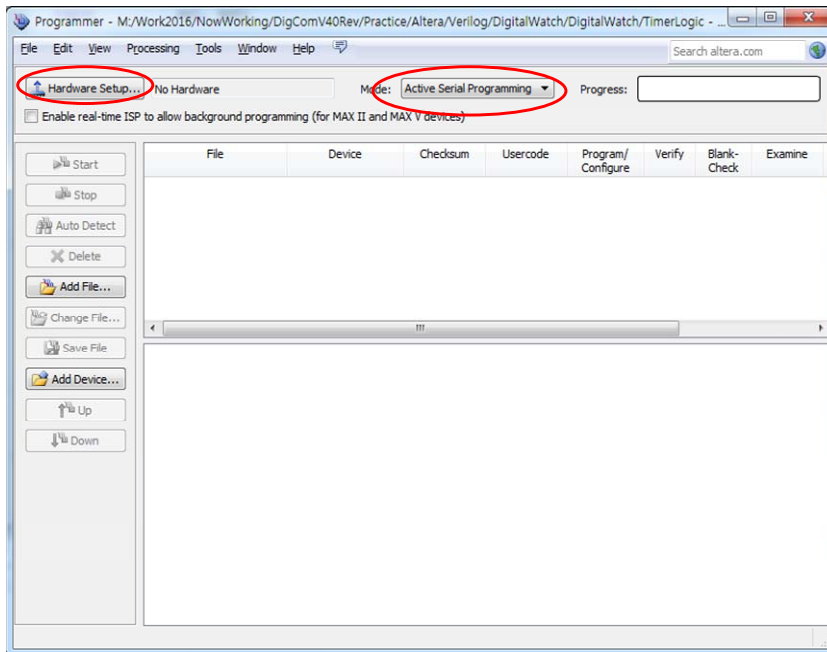 Programmer - M:/Work2016/NowWorking/DigComV40Rev/Practice/Altera/Verilog/DigitalWatch/DigitalWatch/TimerLogic - ...
File Edit View Processing Tools Window Help
Search altera.com
Hardware Setup... No Hardware Mode: Active Serial Programming Progress:
Enable real-time ISP to allow background programming (for MAX II and MAX V devices)
File Device Checksum Usercode Program/ Verify Blank- Examine
Configure Check
Start
Stop
Auto Detect
Delete
Add File...
Change File...
Save File
Add Device...
Up
Down